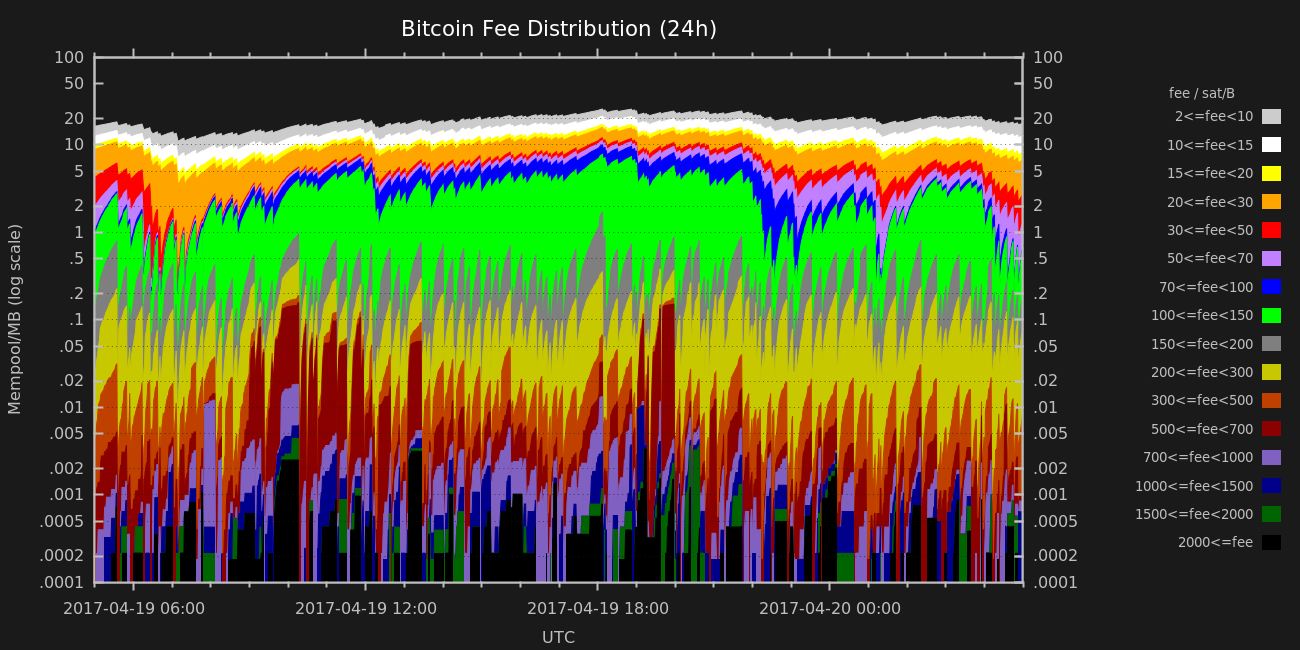 Bitcoin Fee Distribution (24h)
100
50
20
10
5
2
1
.5
.2
.1
.05
.02
.01
.005
.002
.001
.0005
.0002
.0001
Mempool/MB (log scale)
100
50
20
10
5
2
1
.5
.2
.1
.05
.02
.01
.005
.002
.001
.0005
.0002
.0001
2017-04-19 06:00 2017-04-19 12:00 2017-04-19 18:00 2017-04-20 00:00
UTC
fee / sat/B
2<=fee<10
10<=fee<15
15<=fee<20
20<=fee<30
30<=fee<50
50<=fee<70
70<=fee<100
100<=fee<150
150<=fee<200
200<=fee<300
300<=fee<500
500<=fee<700
700<=fee<1000
1000<=fee<1500
1500<=fee<2000
2000<=fee